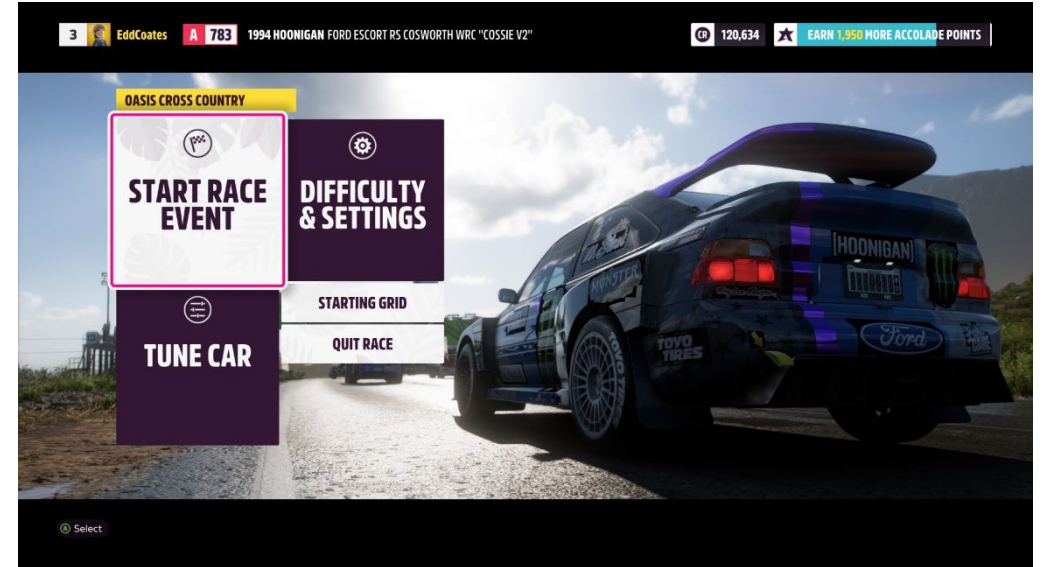 3 EddCoates A 783 1994 HOONIGAN FORD ESCORT RS COSWORTH WRC "COSSIE V2"
CR 120,634 EARN 1,950 MORE ACCOLADE POINTS
OASIS CROSS COUNTRY
START RACE
EVENT
DIFFICULTY
& SETTINGS
STARTING GRID
QUIT RACE
TUNE CAR
[HOONIGAN]
MONSTER
TOYO
TIRES
Ford
A Select